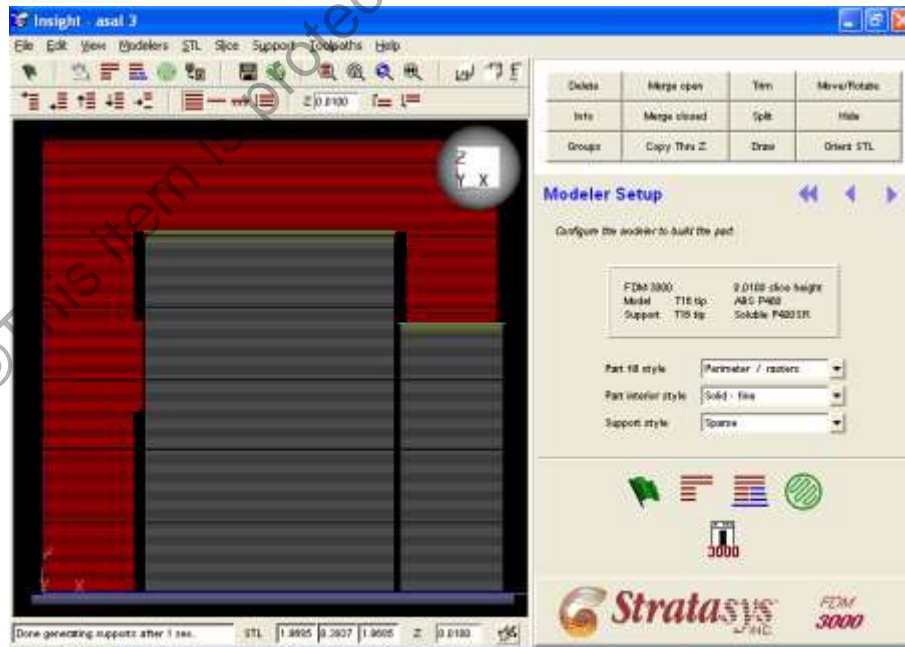 Insight - asal 3
File Edit View Modelers STL Slice Support Toolpaths Help
Z 0.0100
Delete Merge open Trim Move/Rotate
Info Merge closed Split Hide
Groups Copy Thru Z Draw Orient STL
Z
Y X
Modeler Setup
Configure the modeler to build the part
FDM 3000 0.0100 slice height
Model T16 tip ABS P400
Support T16 tip Soluble P400SR
Part fill style Perimeter / rasters
Part interior style Solid - fine
Support style Sparse
3000
Y X
Stratasys INC
FDM 3000
Done generating supports after 1 sec. STL 0.3937 Z 0.0100
©This item is protec